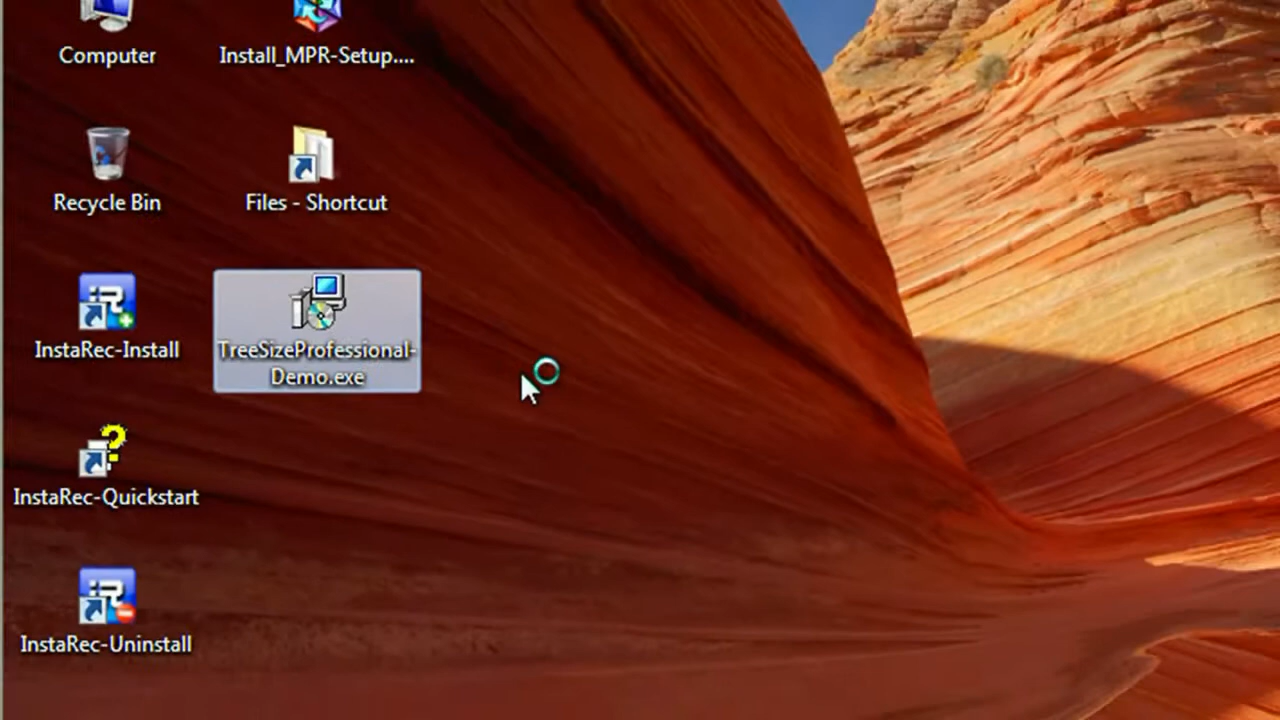 Computer
Install_MPR-Setup....
Recycle Bin
Files - Shortcut
InstaRec-Install
TreeSizeProfessional-
Demo.exe
InstaRec-Quickstart
InstaRec-Uninstall